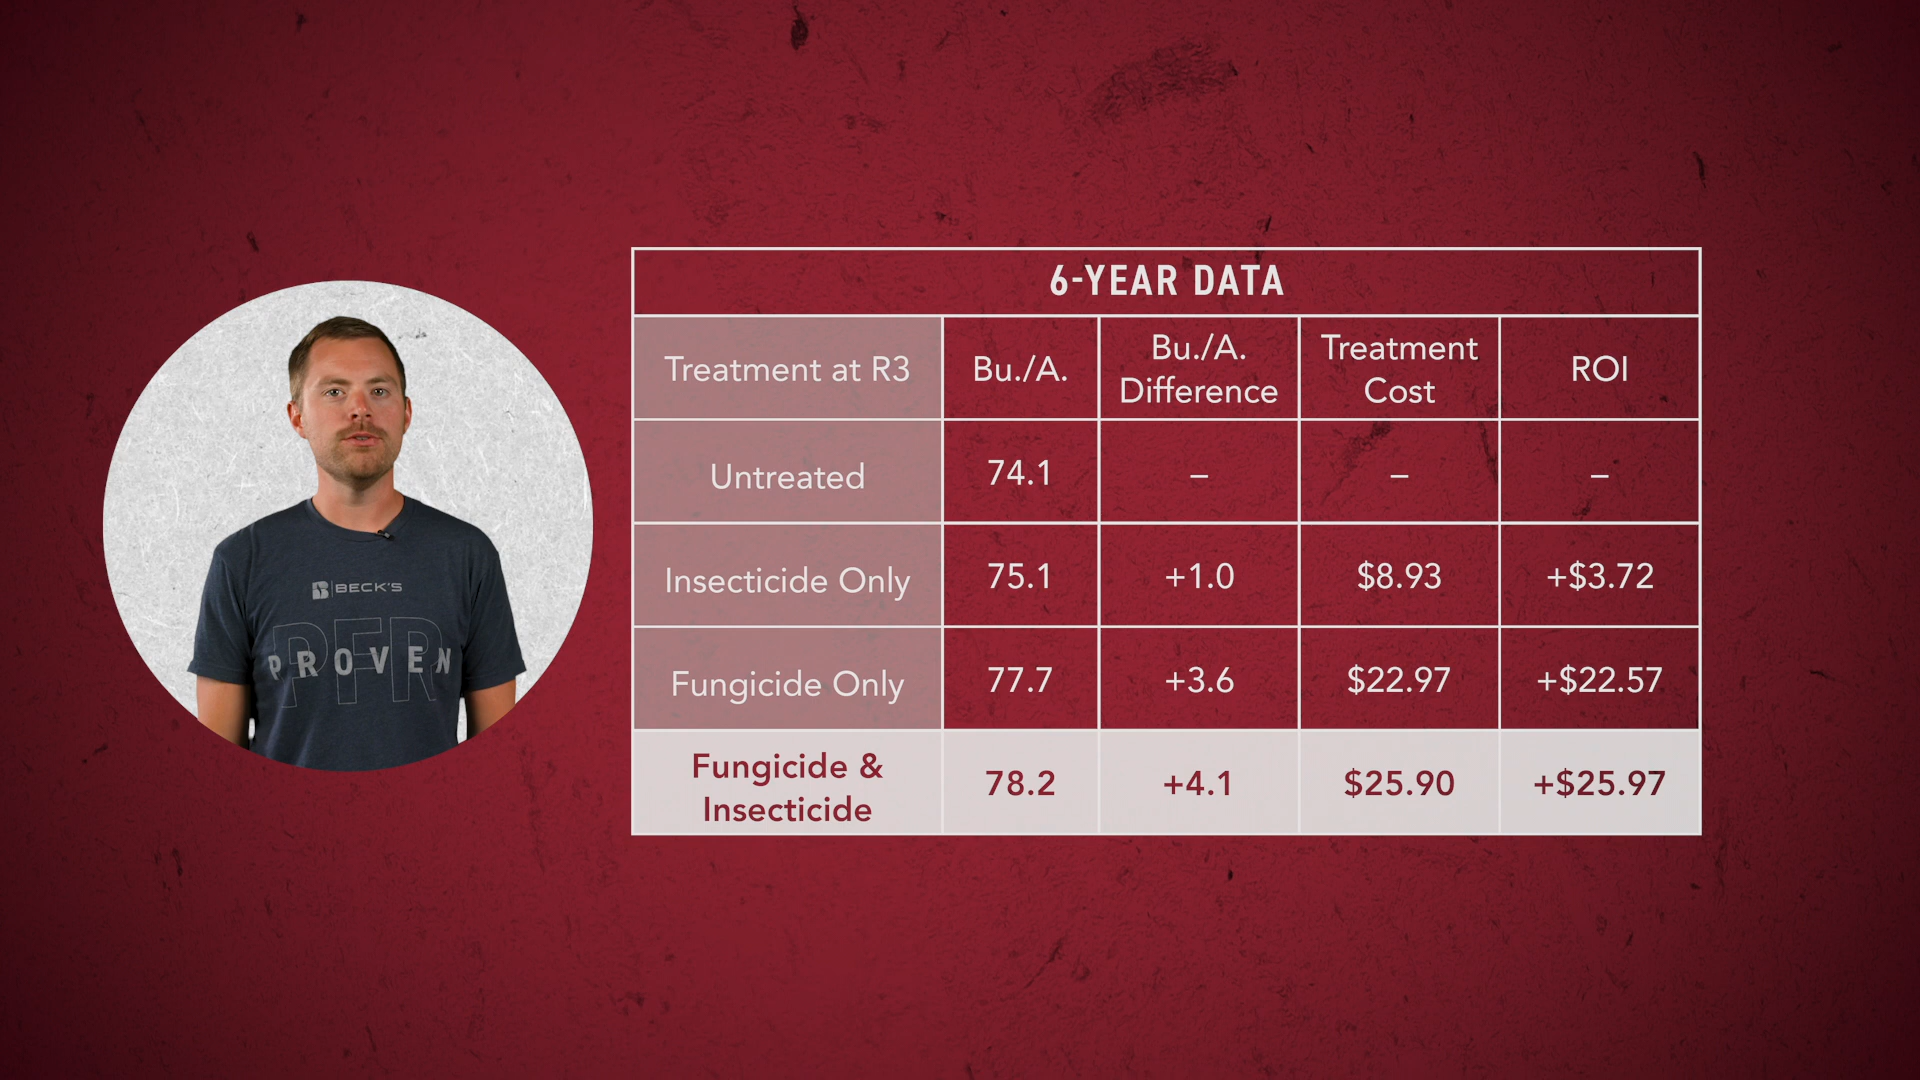 BECK'S
PFR
PROVEN
6-YEAR DATA
Treatment at R3
Bu./A.
Bu./A.
Difference
Treatment
Cost
ROI
Untreated
74.1
–
–
–
Insecticide Only
75.1
+1.0
$8.93
+$3.72
Fungicide Only
77.7
+3.6
$22.97
+$22.57
Fungicide &
Insecticide
78.2
+4.1
$25.90
+$25.97